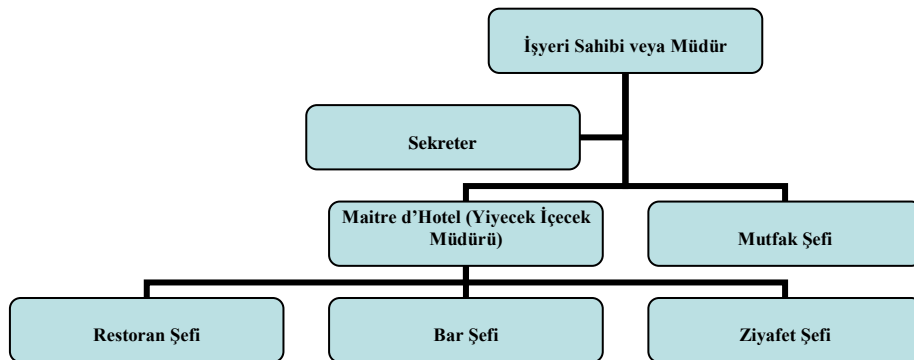 İşyeri Sahibi veya Müdür
Sekreter
Maitre d’Hotel (Yiyecek İçecek
Müdürü)
Mutfak Şefi
Restoran Şefi
Bar Şefi
Ziyafet Şefi